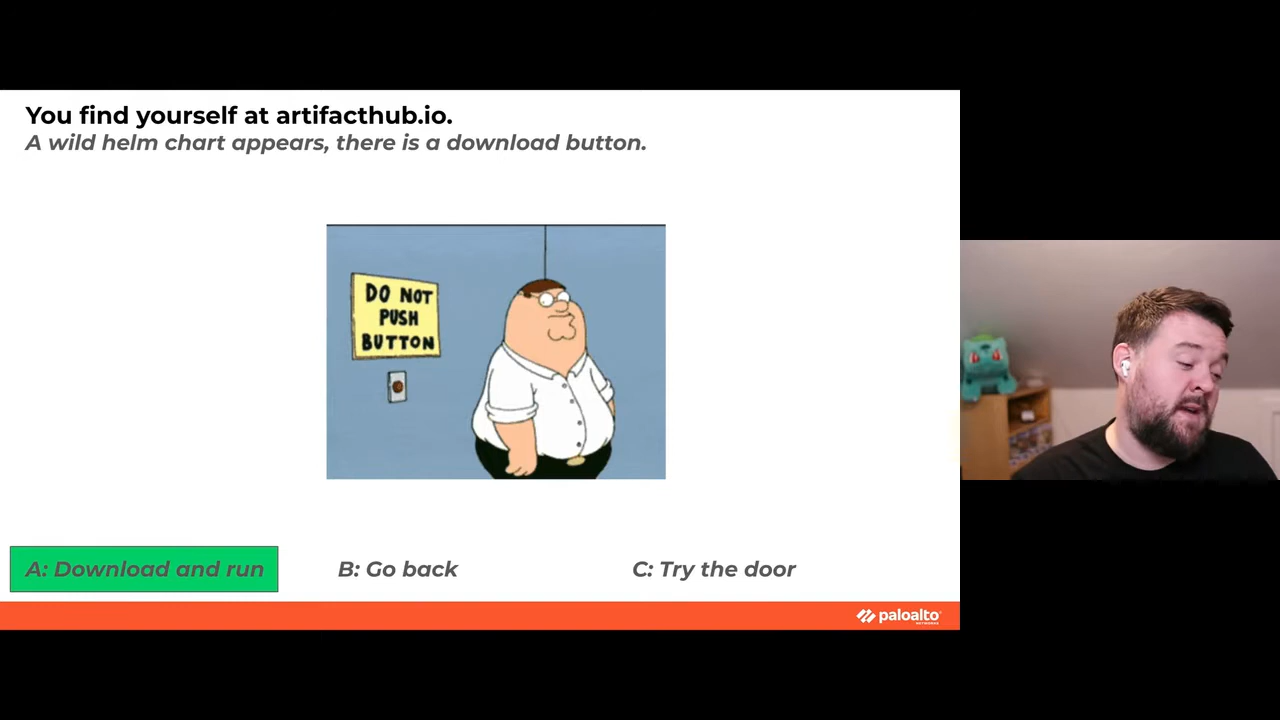 You find yourself at artifacthub.io.
A wild helm chart appears, there is a download button.
DO NOT
PUSH
BUTTON
A: Download and run
B: Go back
C: Try the door
paloalto
NETWORKS